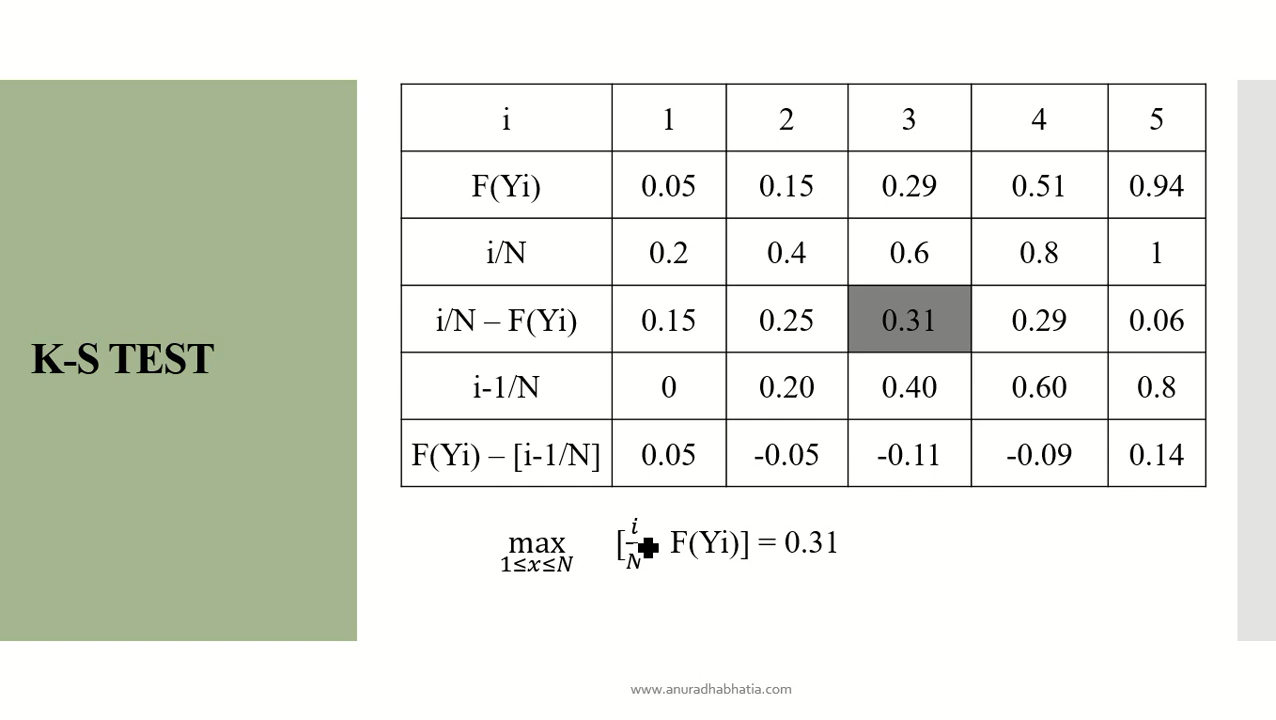 K-S TEST
i 1 2 3 4 5
F(Yi) 0.05 0.15 0.29 0.51 0.94
i/N 0.2 0.4 0.6 0.8 1
i/N – F(Yi) 0.15 0.25 0.31 0.29 0.06
i-1/N 0 0.20 0.40 0.60 0.8
F(Yi) – [i-1/N] 0.05 -0.05 -0.11 -0.09 0.14
max [i/N F(Yi)] = 0.31
1≤x≤N
www.anuradhabhatia.com